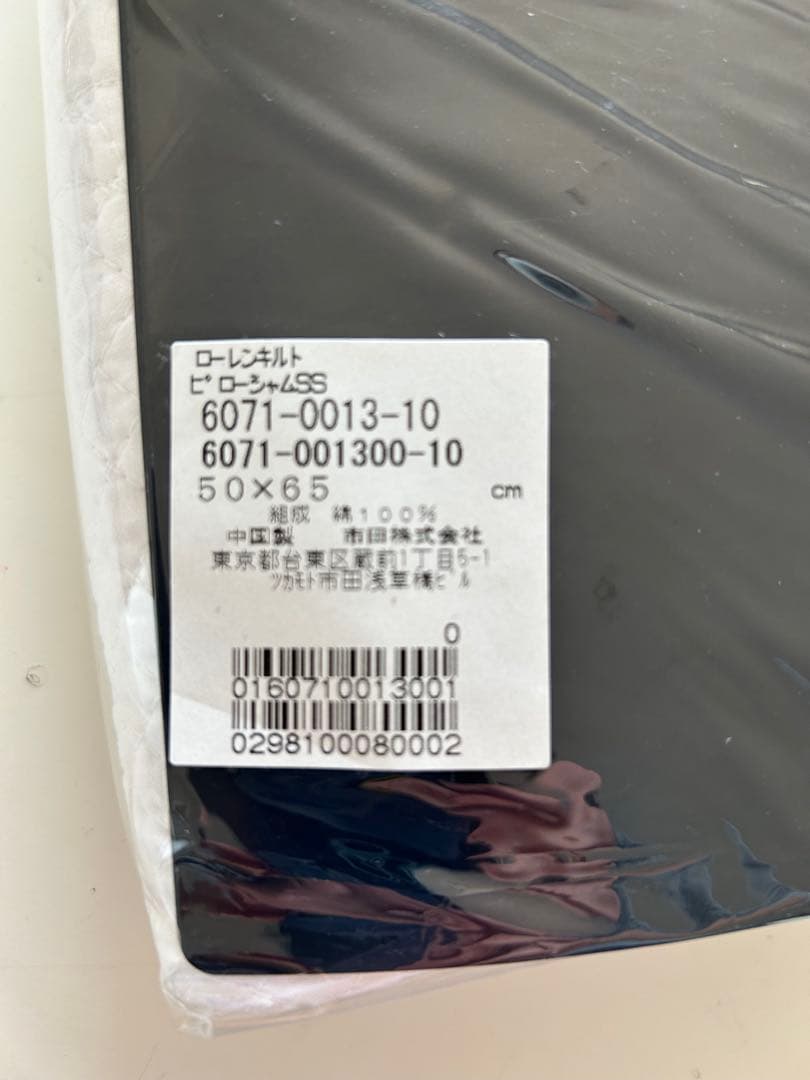 ローレンキルト
ピローシャムSS
6071-0013-10
6071-001300-10
50×65 cm
組成 綿100%
中国製 市田株式会社
東京都台東区蔵前1丁目5-1
ツカモト市田浅草橋ビル
0
0160710013001
0298100080002